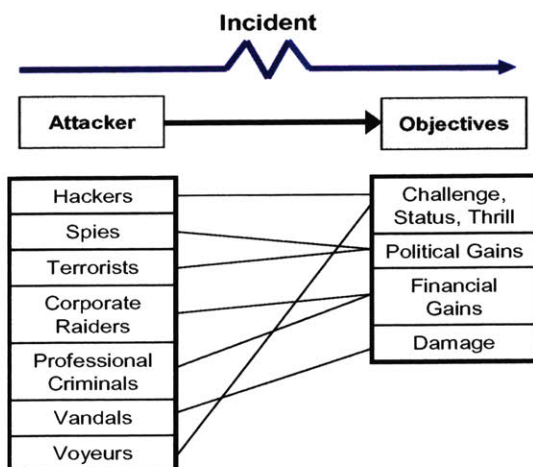 Incident
Attacker
Objectives
Hackers
Spies
Terrorists
Corporate
Raiders
Professional
Criminals
Vandals
Voyeurs
Challenge,
Status, Thrill
Political Gains
Financial
Gains
Damage